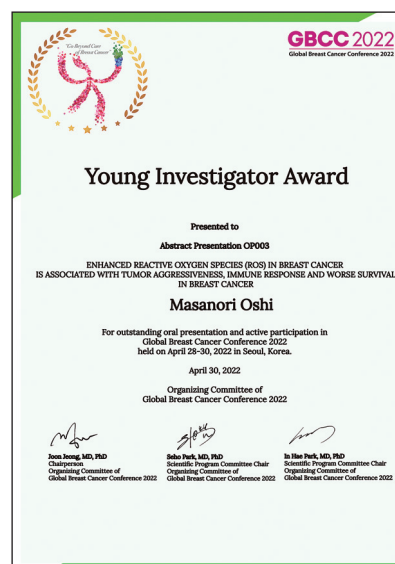 "Go Beyond Cure
of Breast Cancer"
GBCC 2022
Global Breast Cancer Conference 2022
Young Investigator Award
Presented to
Abstract Presentation OP003
ENHANCED REACTIVE OXYGEN SPECIES (ROS) IN BREAST CANCER
IS ASSOCIATED WITH TUMOR AGGRESSIVENESS, IMMUNE RESPONSE AND WORSE SURVIVAL
IN BREAST CANCER
Masanori Oshi
For outstanding oral presentation and active participation in
Global Breast Cancer Conference 2022
held on April 28-30, 2022 in Seoul, Korea.
April 30, 2022
Organizing Committee of
Global Breast Cancer Conference 2022
Joon Jeong, MD, PhD
Chairperson
Organizing Committee of
Global Breast Cancer Conference 2022
Seho Park, MD, PhD
Scientific Program Committee Chair
Organizing Committee of
Global Breast Cancer Conference 2022
In Hae Park, MD, PhD
Scientific Program Committee Chair
Organizing Committee of
Global Breast Cancer Conference 2022